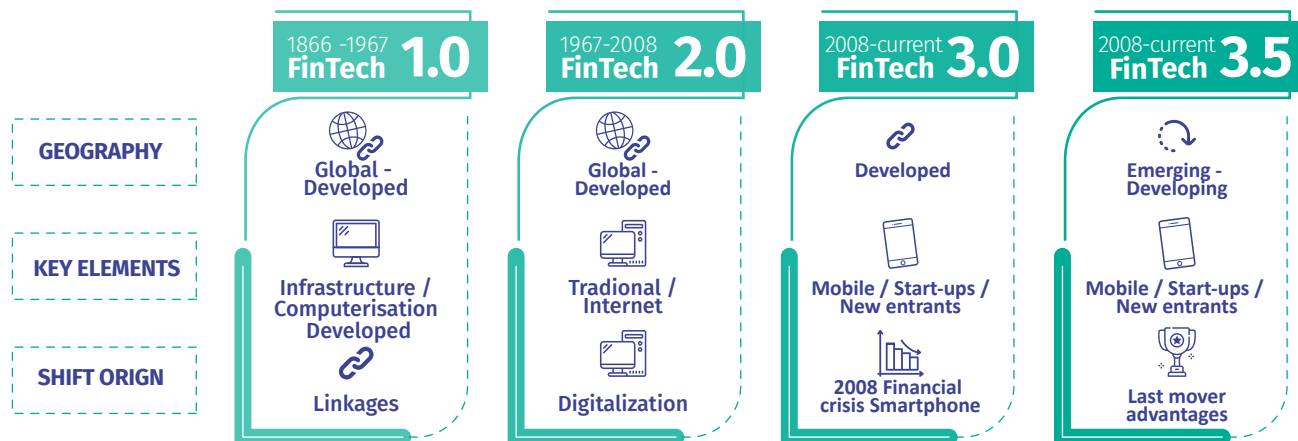 1866 -1967
FinTech 1.0
1967-2008
FinTech 2.0
2008-current
FinTech 3.0
2008-current
FinTech 3.5
GEOGRAPHY
Global -
Developed
Global -
Developed
Developed
Emerging -
Developing
KEY ELEMENTS
Infrastructure /
Computerisation
Developed
Tradional /
Internet
Mobile / Start-ups /
New entrants
Mobile / Start-ups /
New entrants
SHIFT ORIGN
Linkages
Digitalization
2008 Financial
crisis Smartphone
Last mover
advantages